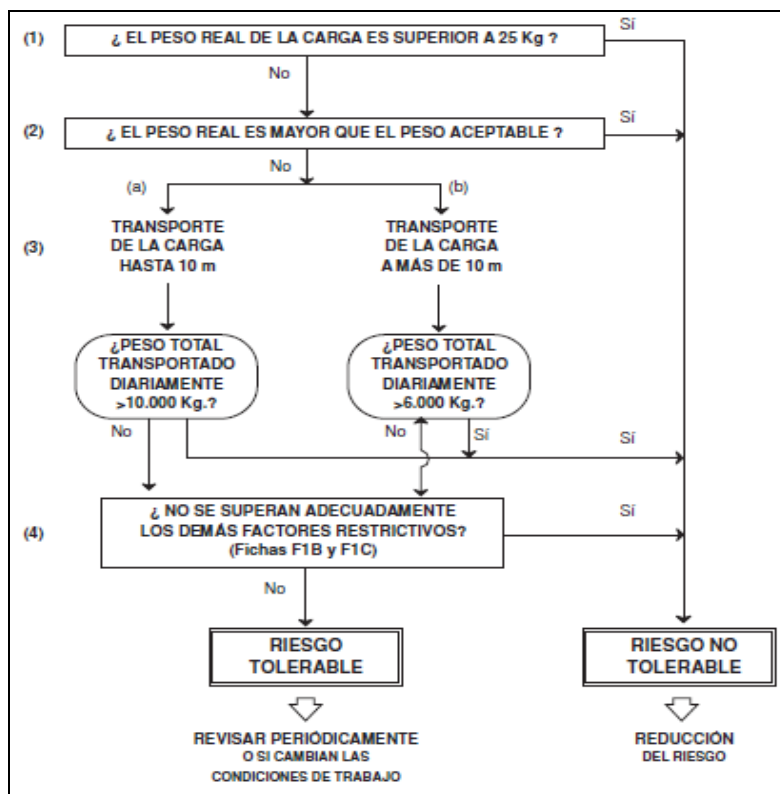 (1) ¿ EL PESO REAL DE LA CARGA ES SUPERIOR A 25 Kg ? Sí
No
(2) ¿ EL PESO REAL ES MAYOR QUE EL PESO ACEPTABLE ? Sí
No
(a) (b)
(3)
TRANSPORTE
DE LA CARGA
HASTA 10 m
TRANSPORTE
DE LA CARGA
A MÁS DE 10 m
¿PESO TOTAL
TRANSPORTADO
DIARIAMENTE
>10.000 Kg.?
¿PESO TOTAL
TRANSPORTADO
DIARIAMENTE
>6.000 Kg.?
No No Sí Sí
(4)
¿ NO SE SUPERAN ADECUADAMENTE
LOS DEMÁS FACTORES RESTRICTIVOS?
(Fichas F1B y F1C)
Sí
No
RIESGO
TOLERABLE
RIESGO NO
TOLERABLE
REVISAR PERIÓDICAMENTE
O SI CAMBIAN LAS
CONDICIONES DE TRABAJO
REDUCCIÓN
DEL RIESGO